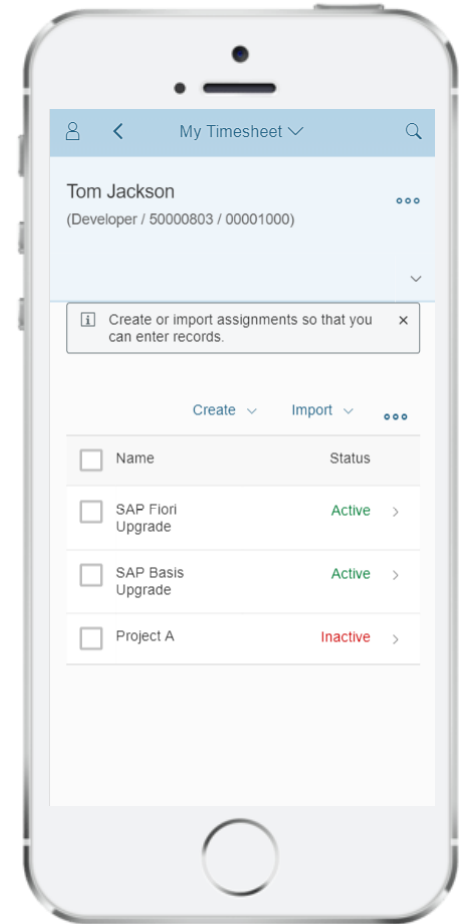 My Timesheet
Tom Jackson
(Developer / 50000803 / 00001000)
Create or import assignments so that you
can enter records.
Create Import
Name Status
SAP Fiori
Upgrade
Active
SAP Basis
Upgrade
Active
Project A Inactive